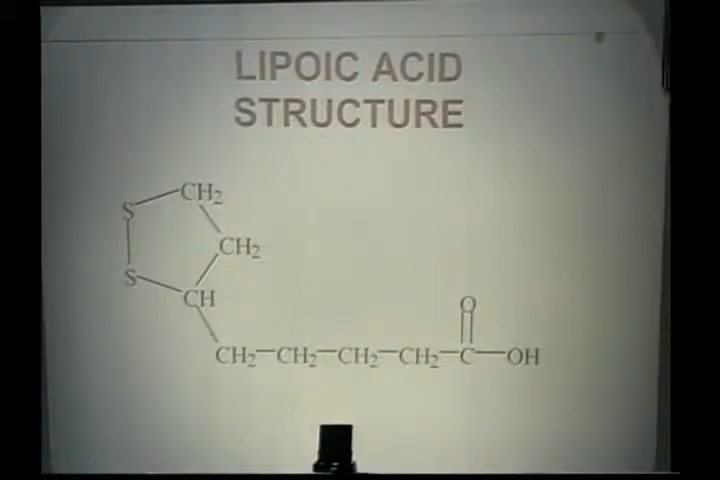 LIPOIC ACID
STRUCTURE
CH2
S
CH2
S
CH
O
CH2-CH2-CH2-CH2-C-OH